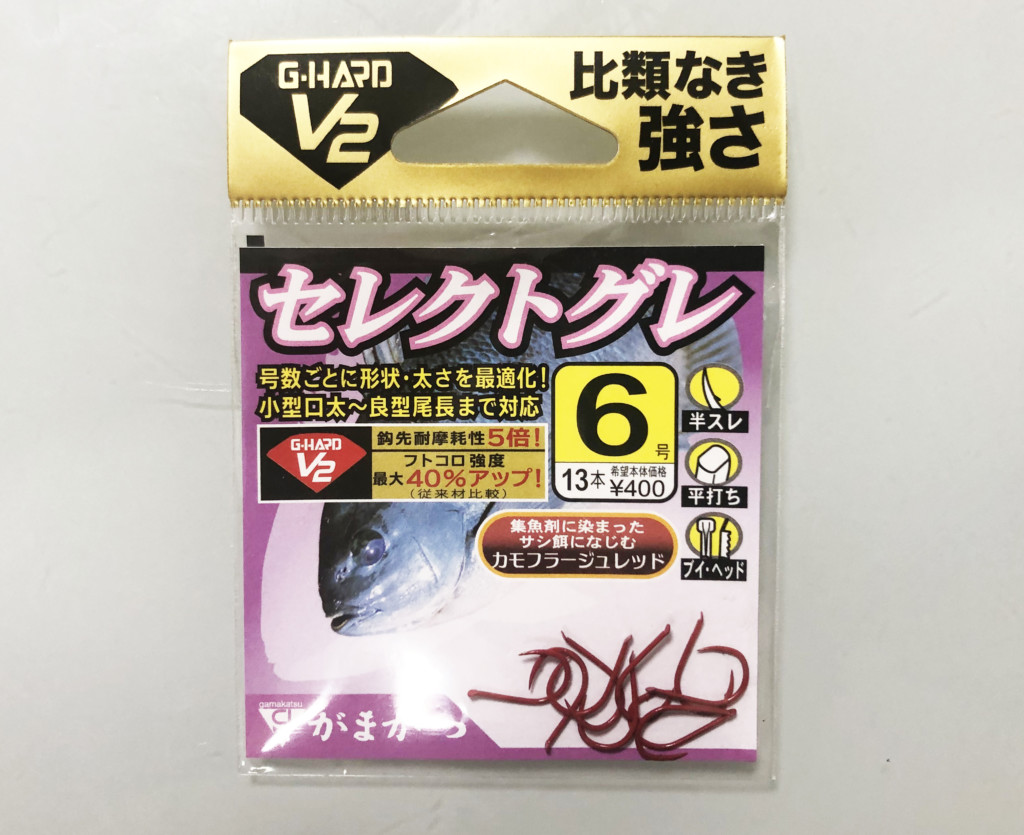 G-HARD
V2
比類なき
強さ
セレクトグレ
号数ごとに形状・太さを最適化!
小型口太～良型尾長まで対応
G-HARD
V2
鈎先耐摩耗性5倍!
フトコロ強度
最大40%アップ!
(従来材比較)
6号
13本
希望本体価格
¥400
半スレ
平打ち
ブイ・ヘッド
集魚剤に染まった
サシ餌になじむ
カモフラージュレッド
gamakatsu
がまかつ